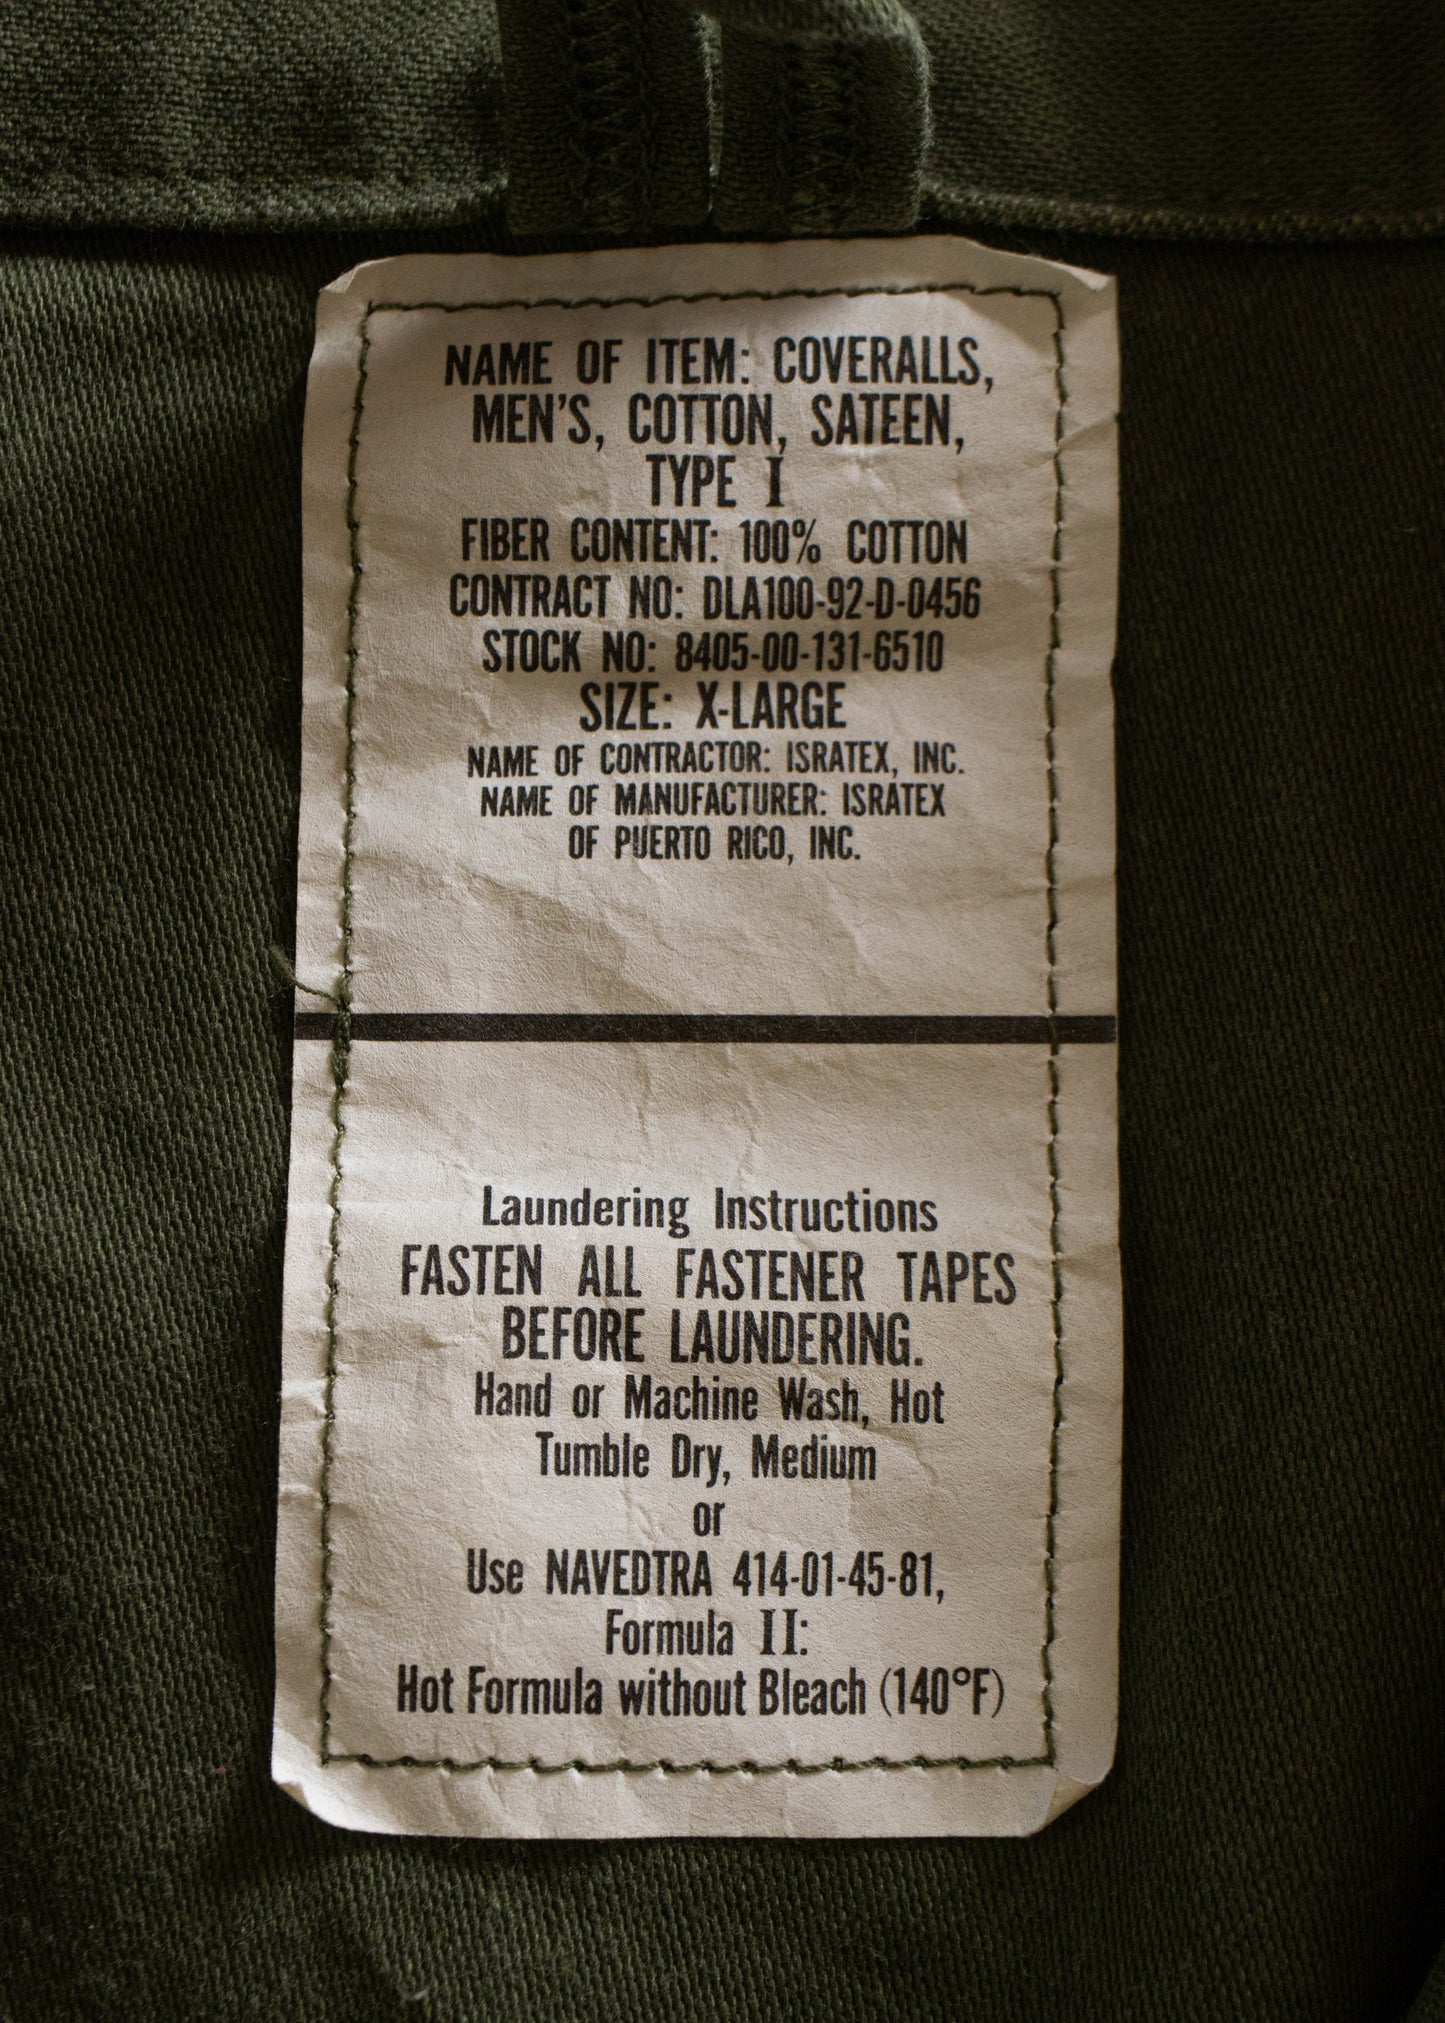 NAME OF ITEM: COVERALLS,
MEN'S, COTTON, SATEEN,
TYPE I
FIBER CONTENT: 100% COTTON
CONTRACT NO: DLA100-92-D-0456
STOCK NO: 8405-00-131-6510
SIZE: X-LARGE
NAME OF CONTRACTOR: ISRATEX, INC.
NAME OF MANUFACTURER: ISRATEX
OF PUERTO RICO, INC.
Laundering Instructions
FASTEN ALL FASTENER TAPES
BEFORE LAUNDERING.
Hand or Machine Wash, Hot
Tumble Dry, Medium
or
Use NAVEDTRA 414-01-45-81,
Formula II:
Hot Formula without Bleach (140°F)